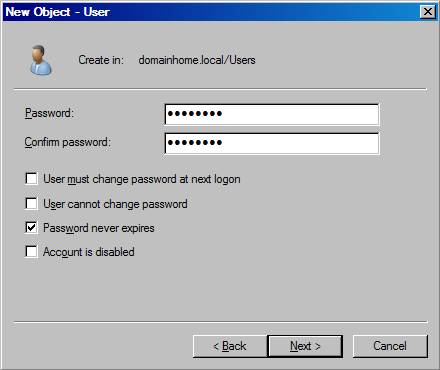 New Object - User
Create in: domainhome.local/Users
Password: ●●●●●●●●
Confirm password: ●●●●●●●●
User must change password at next logon
User cannot change password
Password never expires
Account is disabled
< Back Next > Cancel